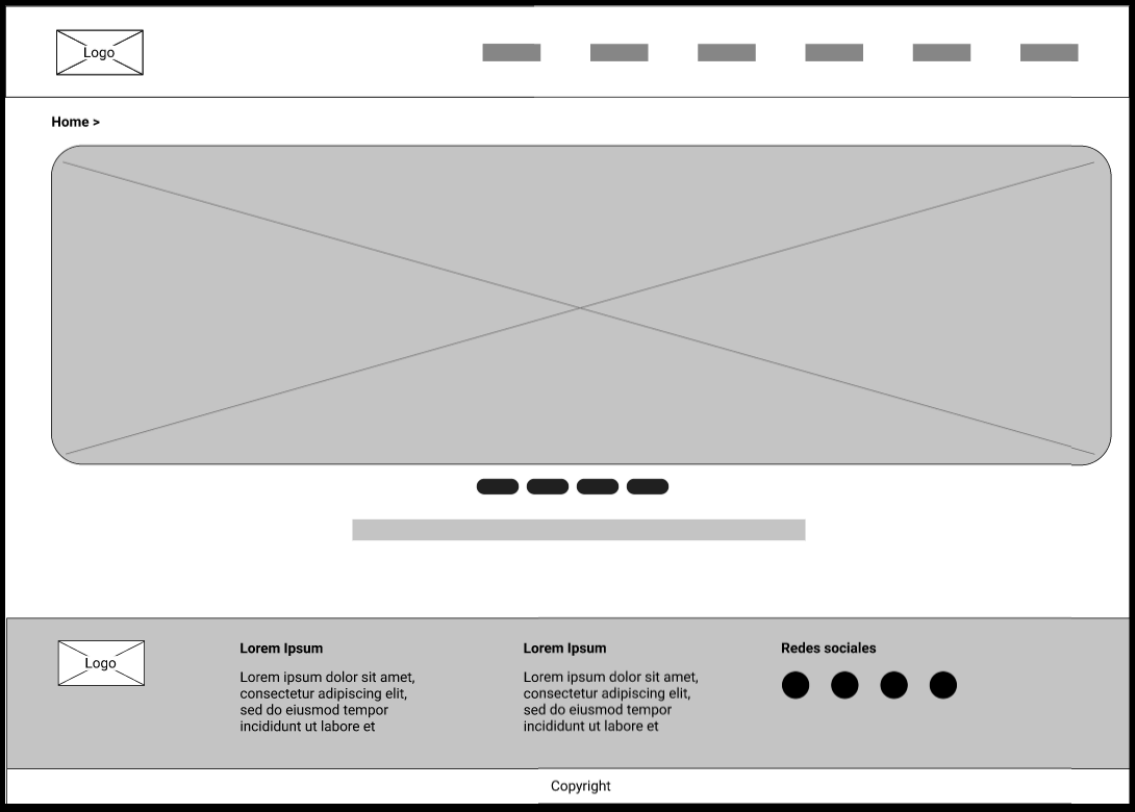 Logo
Home >
Logo
Lorem Ipsum
Lorem ipsum dolor sit amet,
consectetur adipiscing elit,
sed do eiusmod tempor
incididunt ut labore et
Lorem Ipsum
Lorem ipsum dolor sit amet,
consectetur adipiscing elit,
sed do eiusmod tempor
incididunt ut labore et
Redes sociales
Copyright